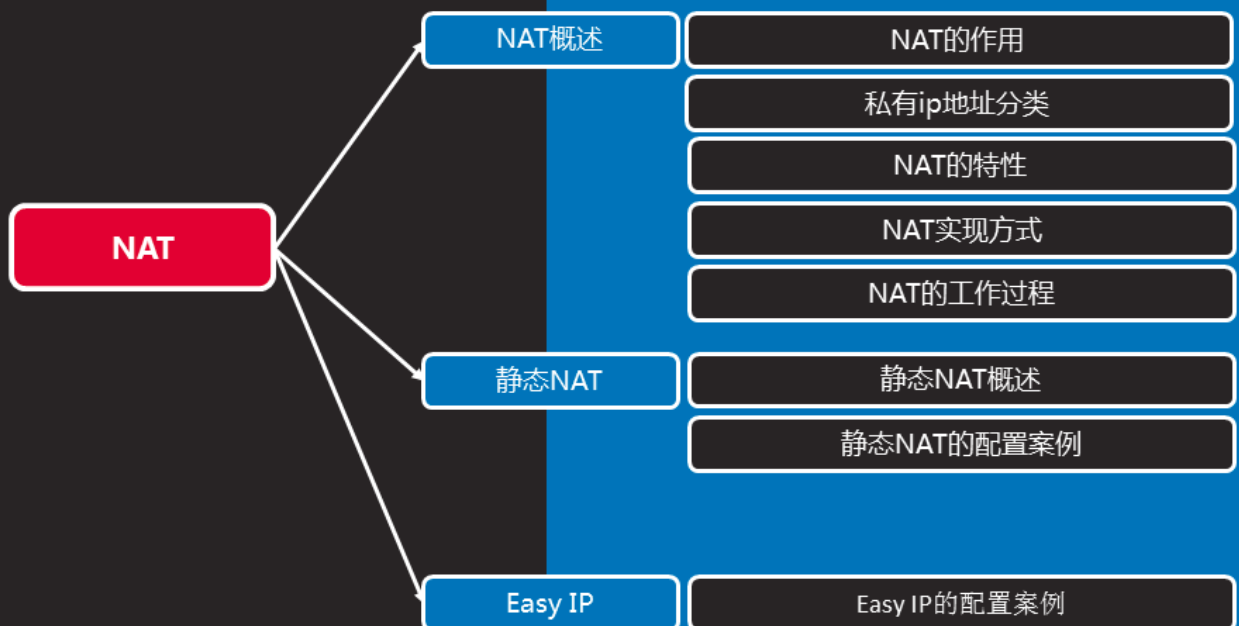 NAT
NAT概述
NAT的作用
私有ip地址分类
NAT的特性
NAT实现方式
NAT的工作过程
静态NAT
静态NAT概述
静态NAT的配置案例
Easy IP
Easy IP的配置案例